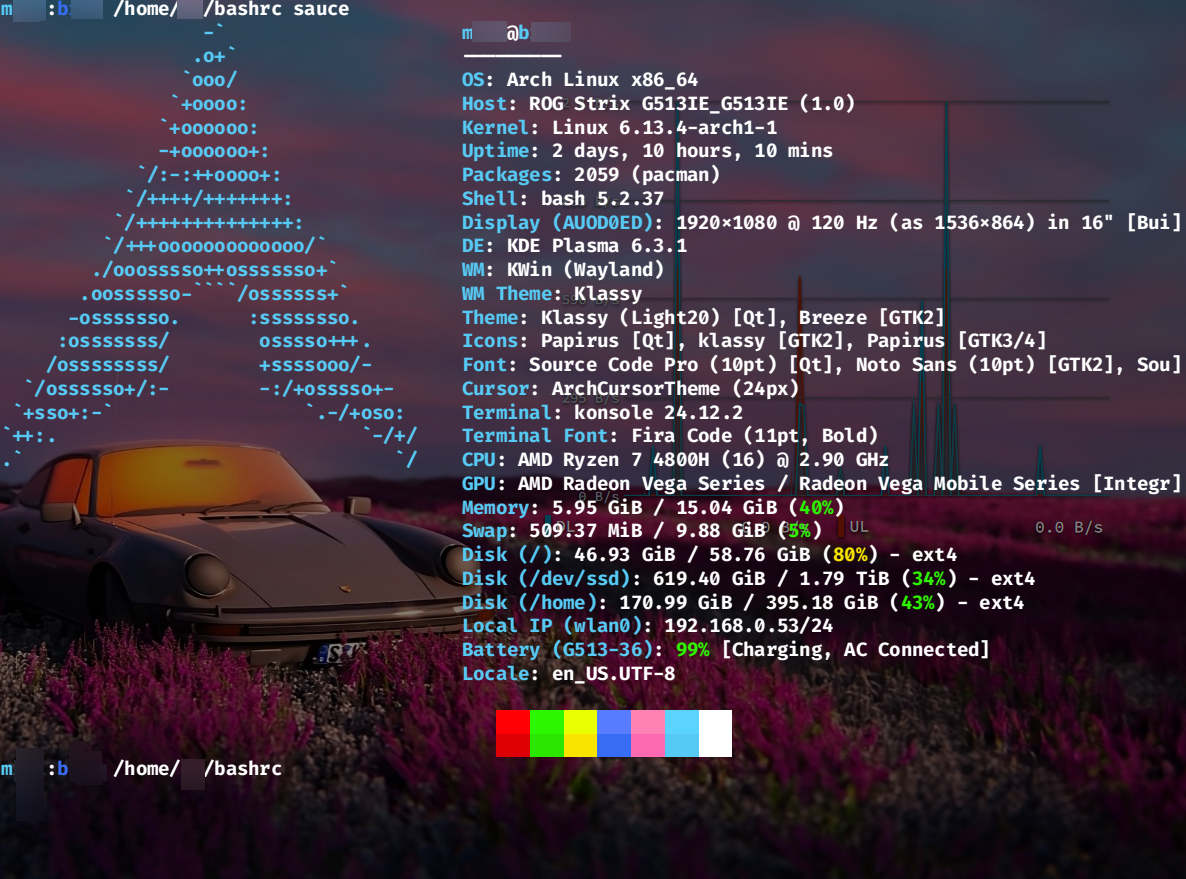 m :b /home/ /bashrc sauce
-`
.o+`
`ooo/
`+oooo:
`+oooooo:
-+oooooo+:
`/:-:++oooo+:
`/++++/+++++++:
`/++++++++++++++:
`/+++ooooooooooooo/`
./ooosssso++osssssso+`
.oossssso-````/ossssss+`
-osssssso. :ssssssso.
:osssssss/ osssso+++.
/ossssssss/ +ssssooo/-
`/ossssso+/:- -:/+osssso+-
`+sso+:-` `.-/+oso:
`++:. `-/+/
.` `/
m @b
OS: Arch Linux x86_64
Host: ROG Strix G513IE_G513IE (1.0)
Kernel: Linux 6.13.4-arch1-1
Uptime: 2 days, 10 hours, 10 mins
Packages: 2059 (pacman)
Shell: bash 5.2.37
Display (AUOD0ED): 1920×1080 @ 120 Hz (as 1536×864) in 16" [Bui]
DE: KDE Plasma 6.3.1
WM: KWin (Wayland)
WM Theme: Klassy
590 B/s
Theme: Klassy (Light20) [Qt], Breeze [GTK2]
Icons: Papirus [Qt], klassy [GTK2], Papirus [GTK3/4]
Font: Source Code Pro (10pt) [Qt], Noto Sans (10pt) [GTK2], Sou]
Cursor: ArchCursorTheme (24px)
295 B/s
Terminal: konsole 24.12.2
Terminal Font: Fira Code (11pt, Bold)
CPU: AMD Ryzen 7 4800H (16) @ 2.90 GHz
GPU: AMD Radeon Vega Series / Radeon Vega Mobile Series [Integr]
0 B/s
Memory: 5.95 GiB / 15.04 GiB (40%)
Swap: 509.37 MiB / 9.88 GiB (5%)
UL 0.0 B/s
Disk (/): 46.93 GiB / 58.76 GiB (80%) - ext4
Disk (/dev/ssd): 619.40 GiB / 1.79 TiB (34%) - ext4
Disk (/home): 170.99 GiB / 395.18 GiB (43%) - ext4
Local IP (wlan0): 192.168.0.53/24
Battery (G513-36): 99% [Charging, AC Connected]
Locale: en_US.UTF-8
m :b /home/ /bashrc